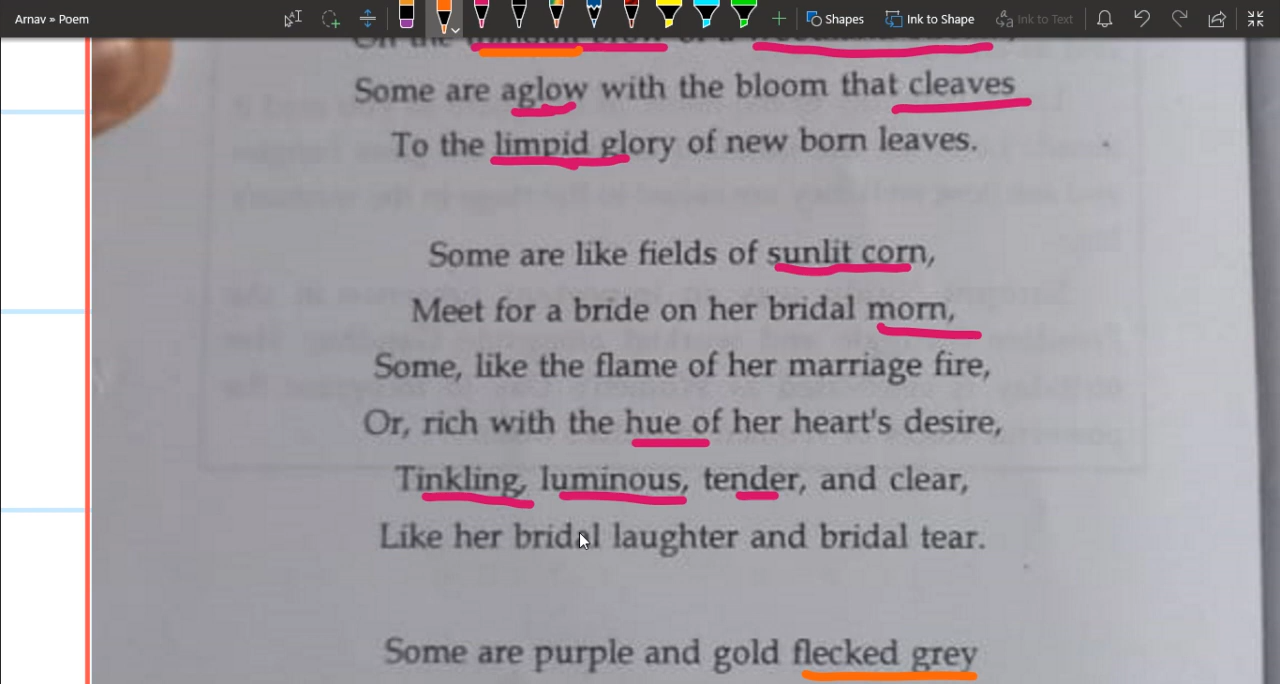 Arnav » Poem
Shapes
Ink to Shape
Ink to Text
On the
of a
Some are aglow with the bloom that cleaves
To the limpid glory of new born leaves.
Some are like fields of sunlit corn,
Meet for a bride on her bridal morn,
Some, like the flame of her marriage fire,
Or, rich with the hue of her heart's desire,
Tinkling, luminous, tender, and clear,
Like her bridal laughter and bridal tear.
Some are purple and gold flecked grey